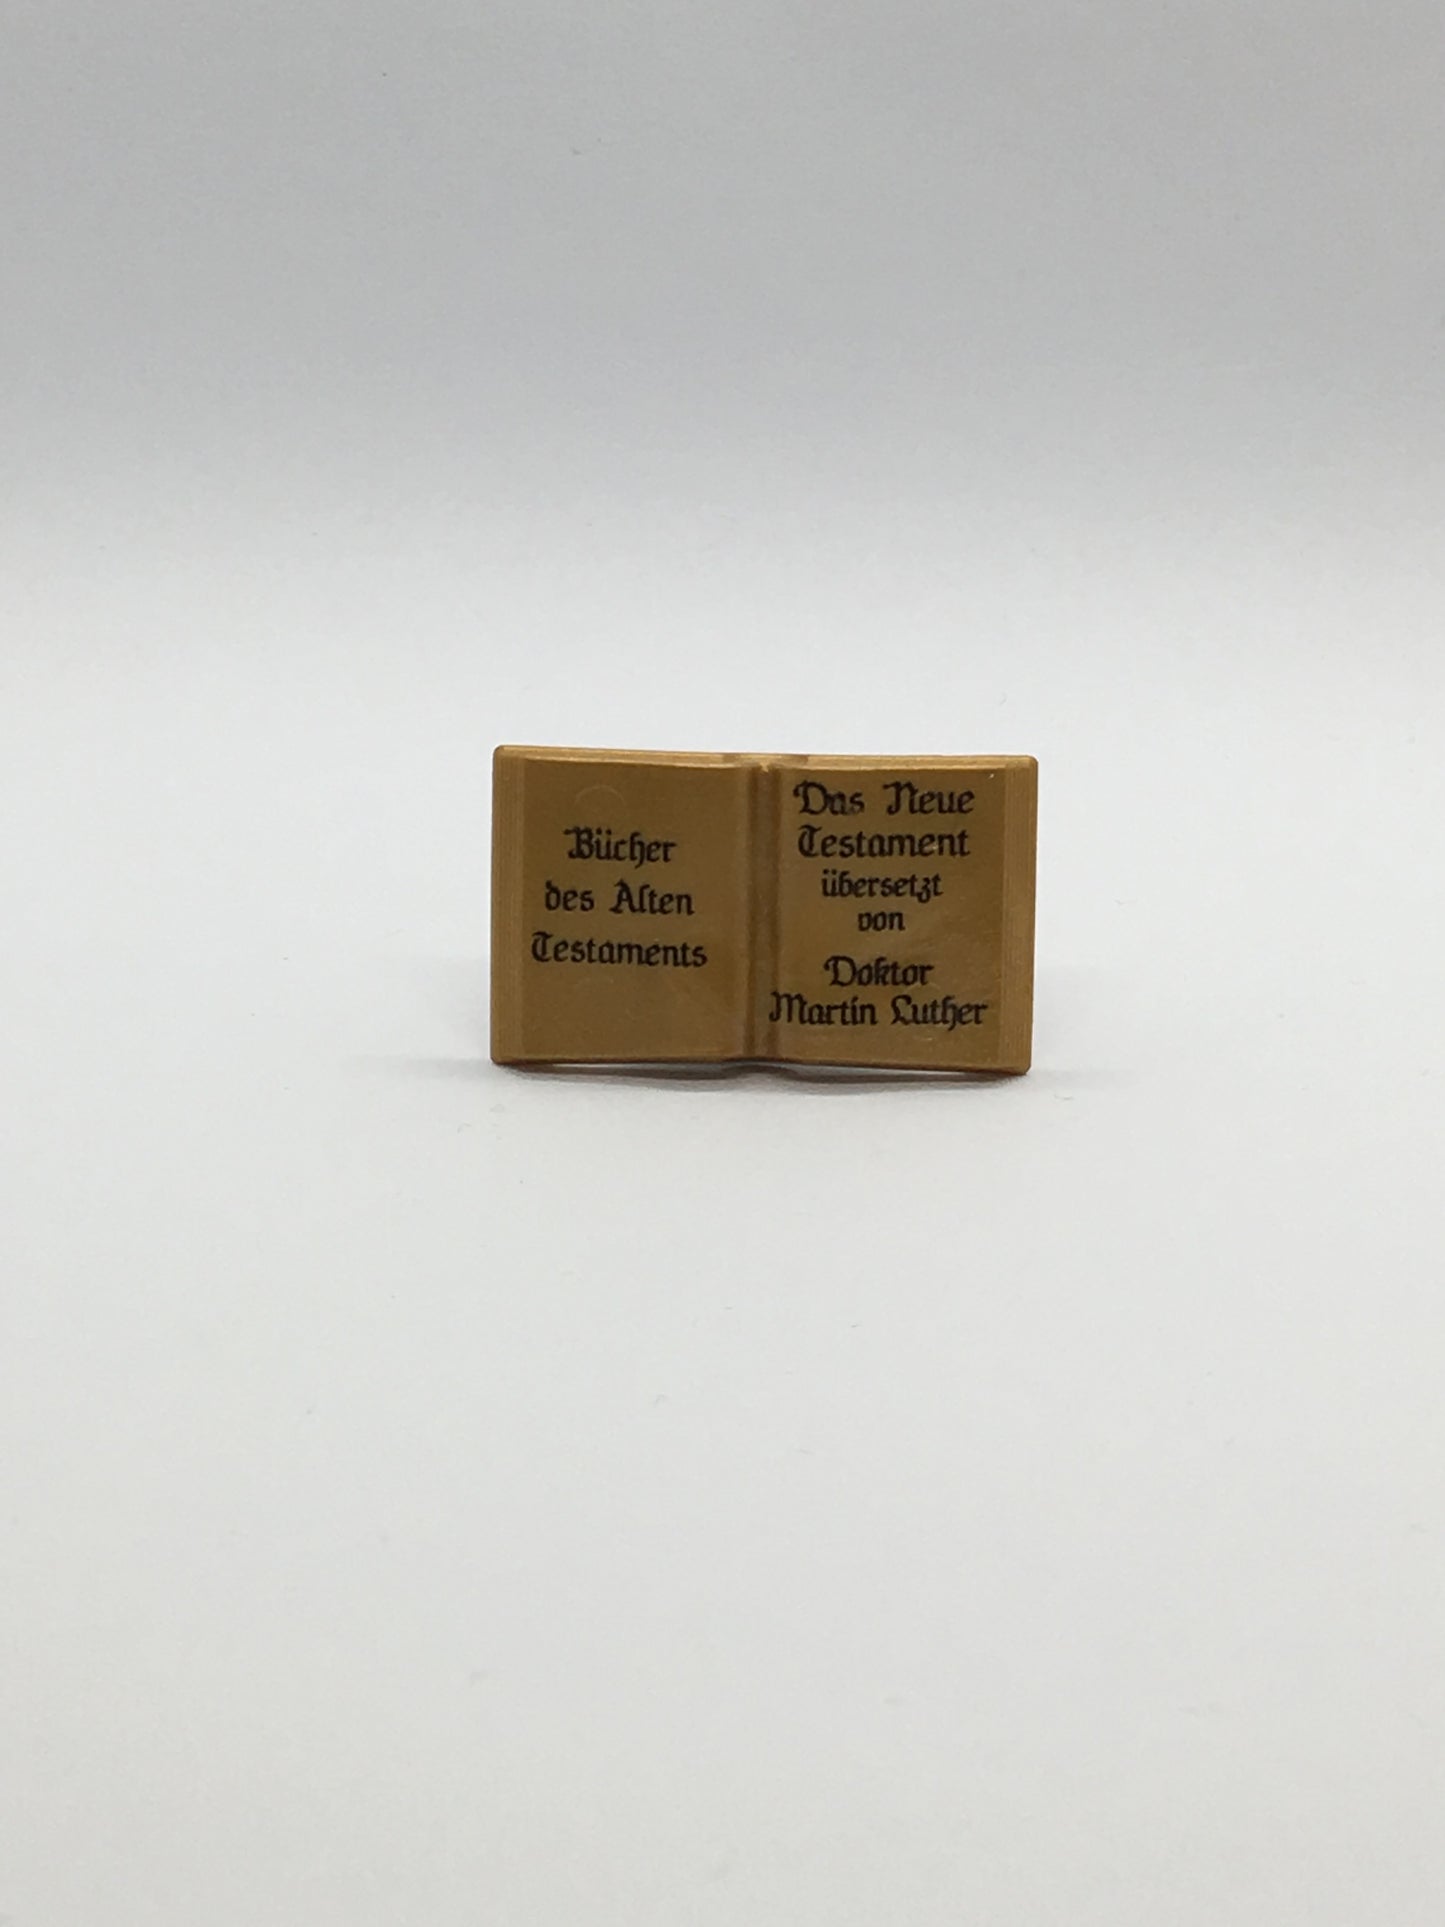 Bücher
des Alten
Testaments
Das Neue
Testament
übersetzt
von
Doktor
Martin Luther